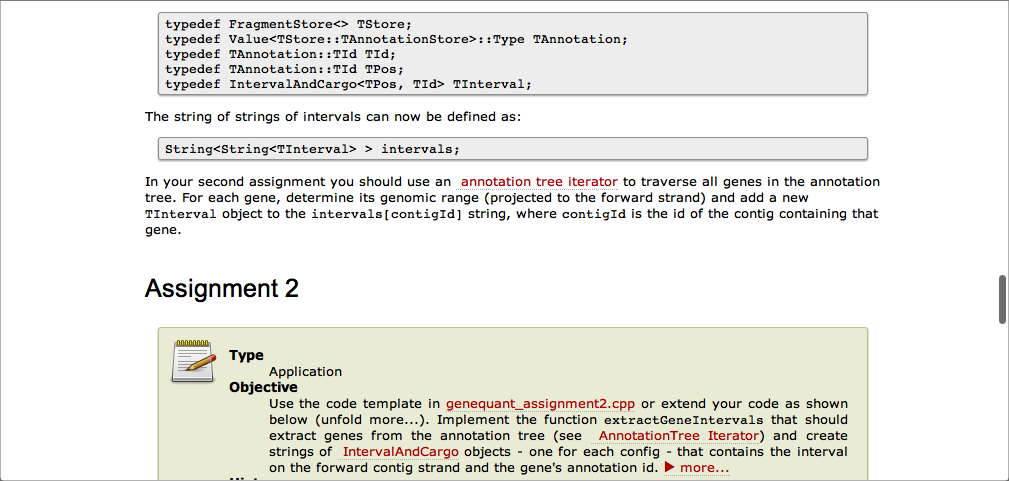 typedef FragmentStore<> TStore;
typedef Value<TStore::TAnnotationStore>::Type TAnnotation;
typedef TAnnotation::TId TId;
typedef TAnnotation::TId TPos;
typedef IntervalAndCargo<TPos, TId> TInterval;
The string of strings of intervals can now be defined as:
String<String<TInterval> > intervals;
In your second assignment you should use an annotation tree iterator to traverse all genes in the annotation
tree. For each gene, determine its genomic range (projected to the forward strand) and add a new
TInterval object to the intervals[contigId] string, where contigId is the id of the contig containing that
gene.
Assignment 2
Type
Application
Objective
Use the code template in genequant_assignment2.cpp or extend your code as shown
below (unfold more...). Implement the function extractGeneIntervals that should
extract genes from the annotation tree (see AnnotationTree Iterator) and create
strings of IntervalAndCargo objects - one for each config - that contains the interval
on the forward contig strand and the gene's annotation id. ▶ more...